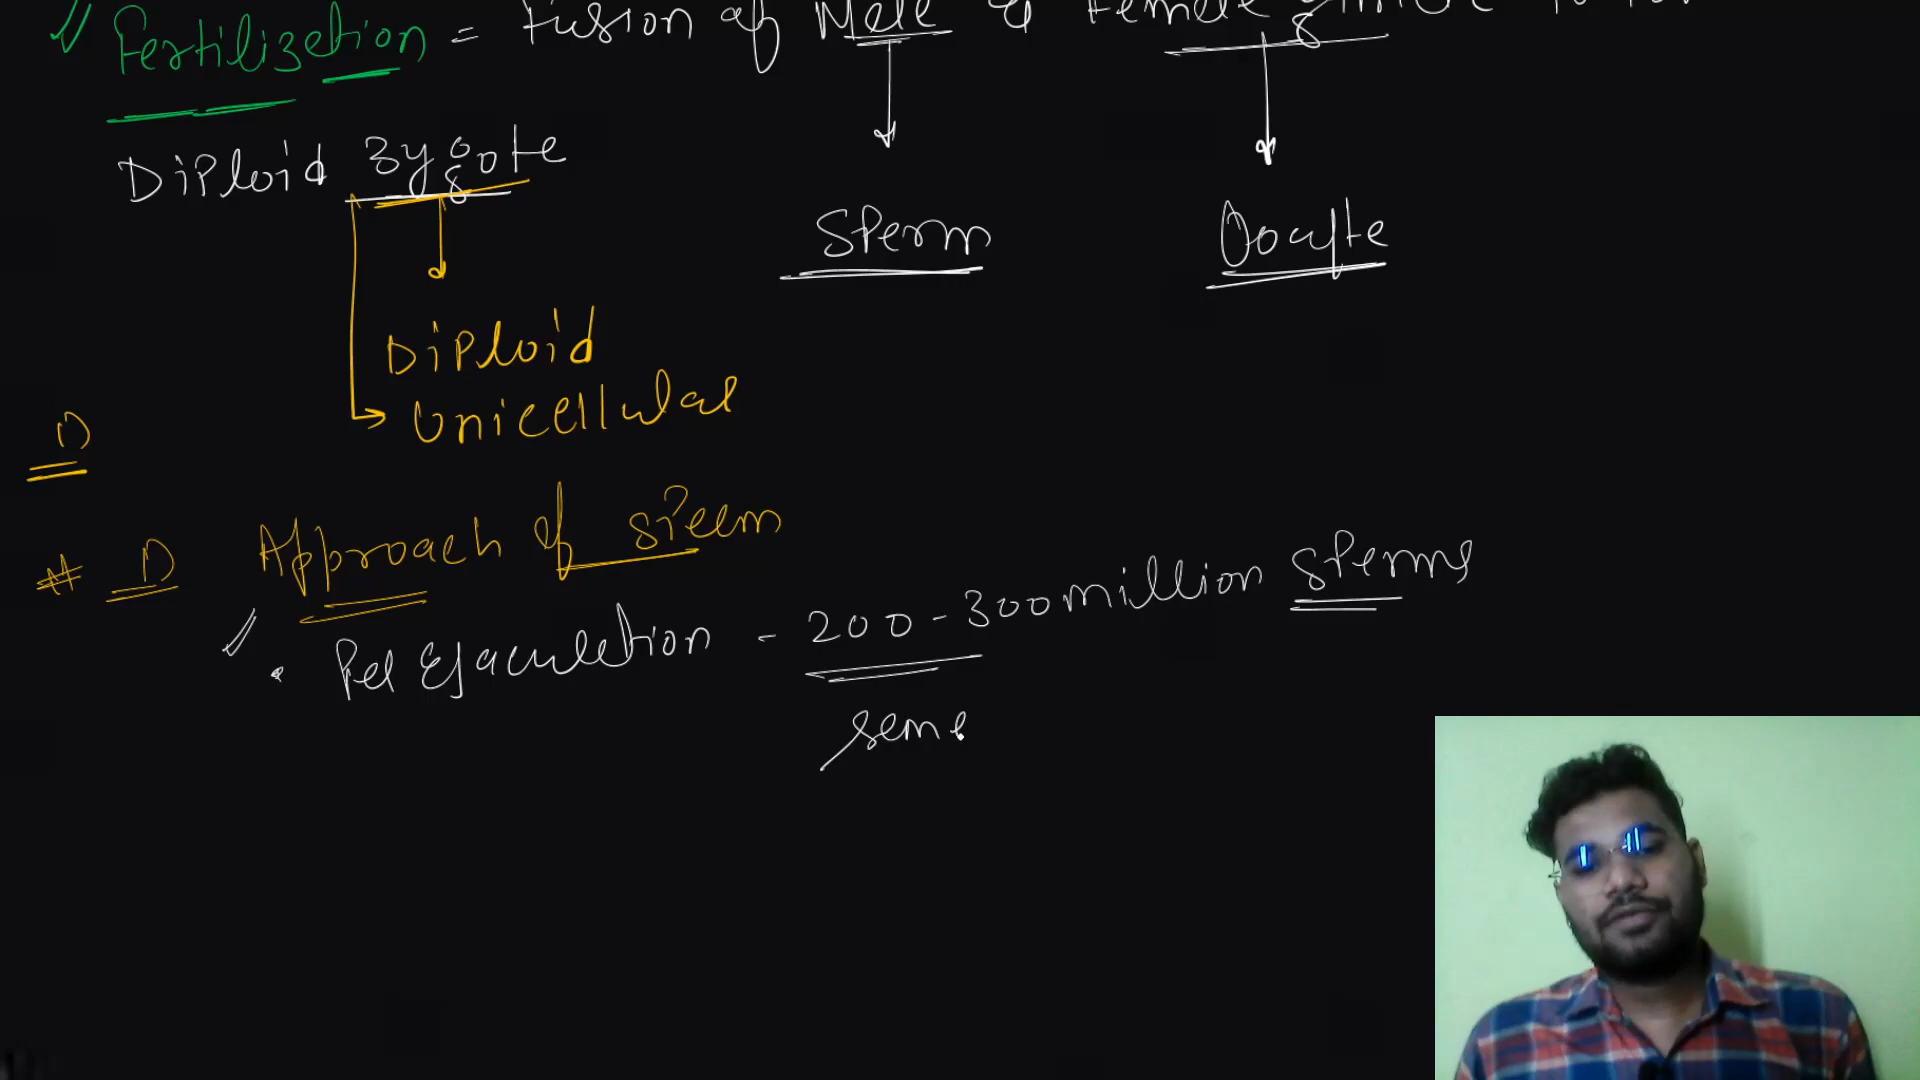 Fertilization = Fusion of Male & Female
Diploid Zygote
Sperm Oocyte
Diploid
Unicellular
1)
# 1) Approach of sperm
• Per Ejaculation - 200-300 million sperms
seme